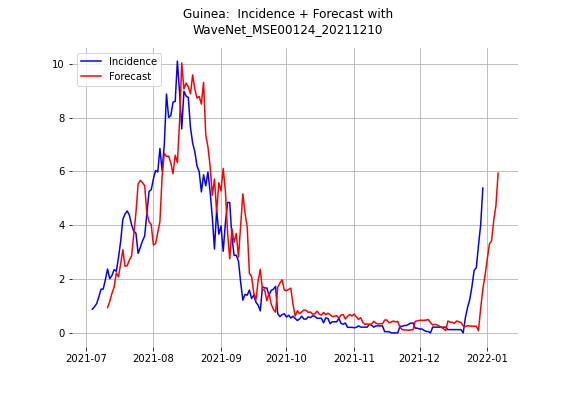 Guinea:  Incidence + Forecast with
WaveNet_MSE00124_20211210
Incidence
Forecast
10
8
6
4
2
0
2021-07 2021-08 2021-09 2021-10 2021-11 2021-12 2022-01